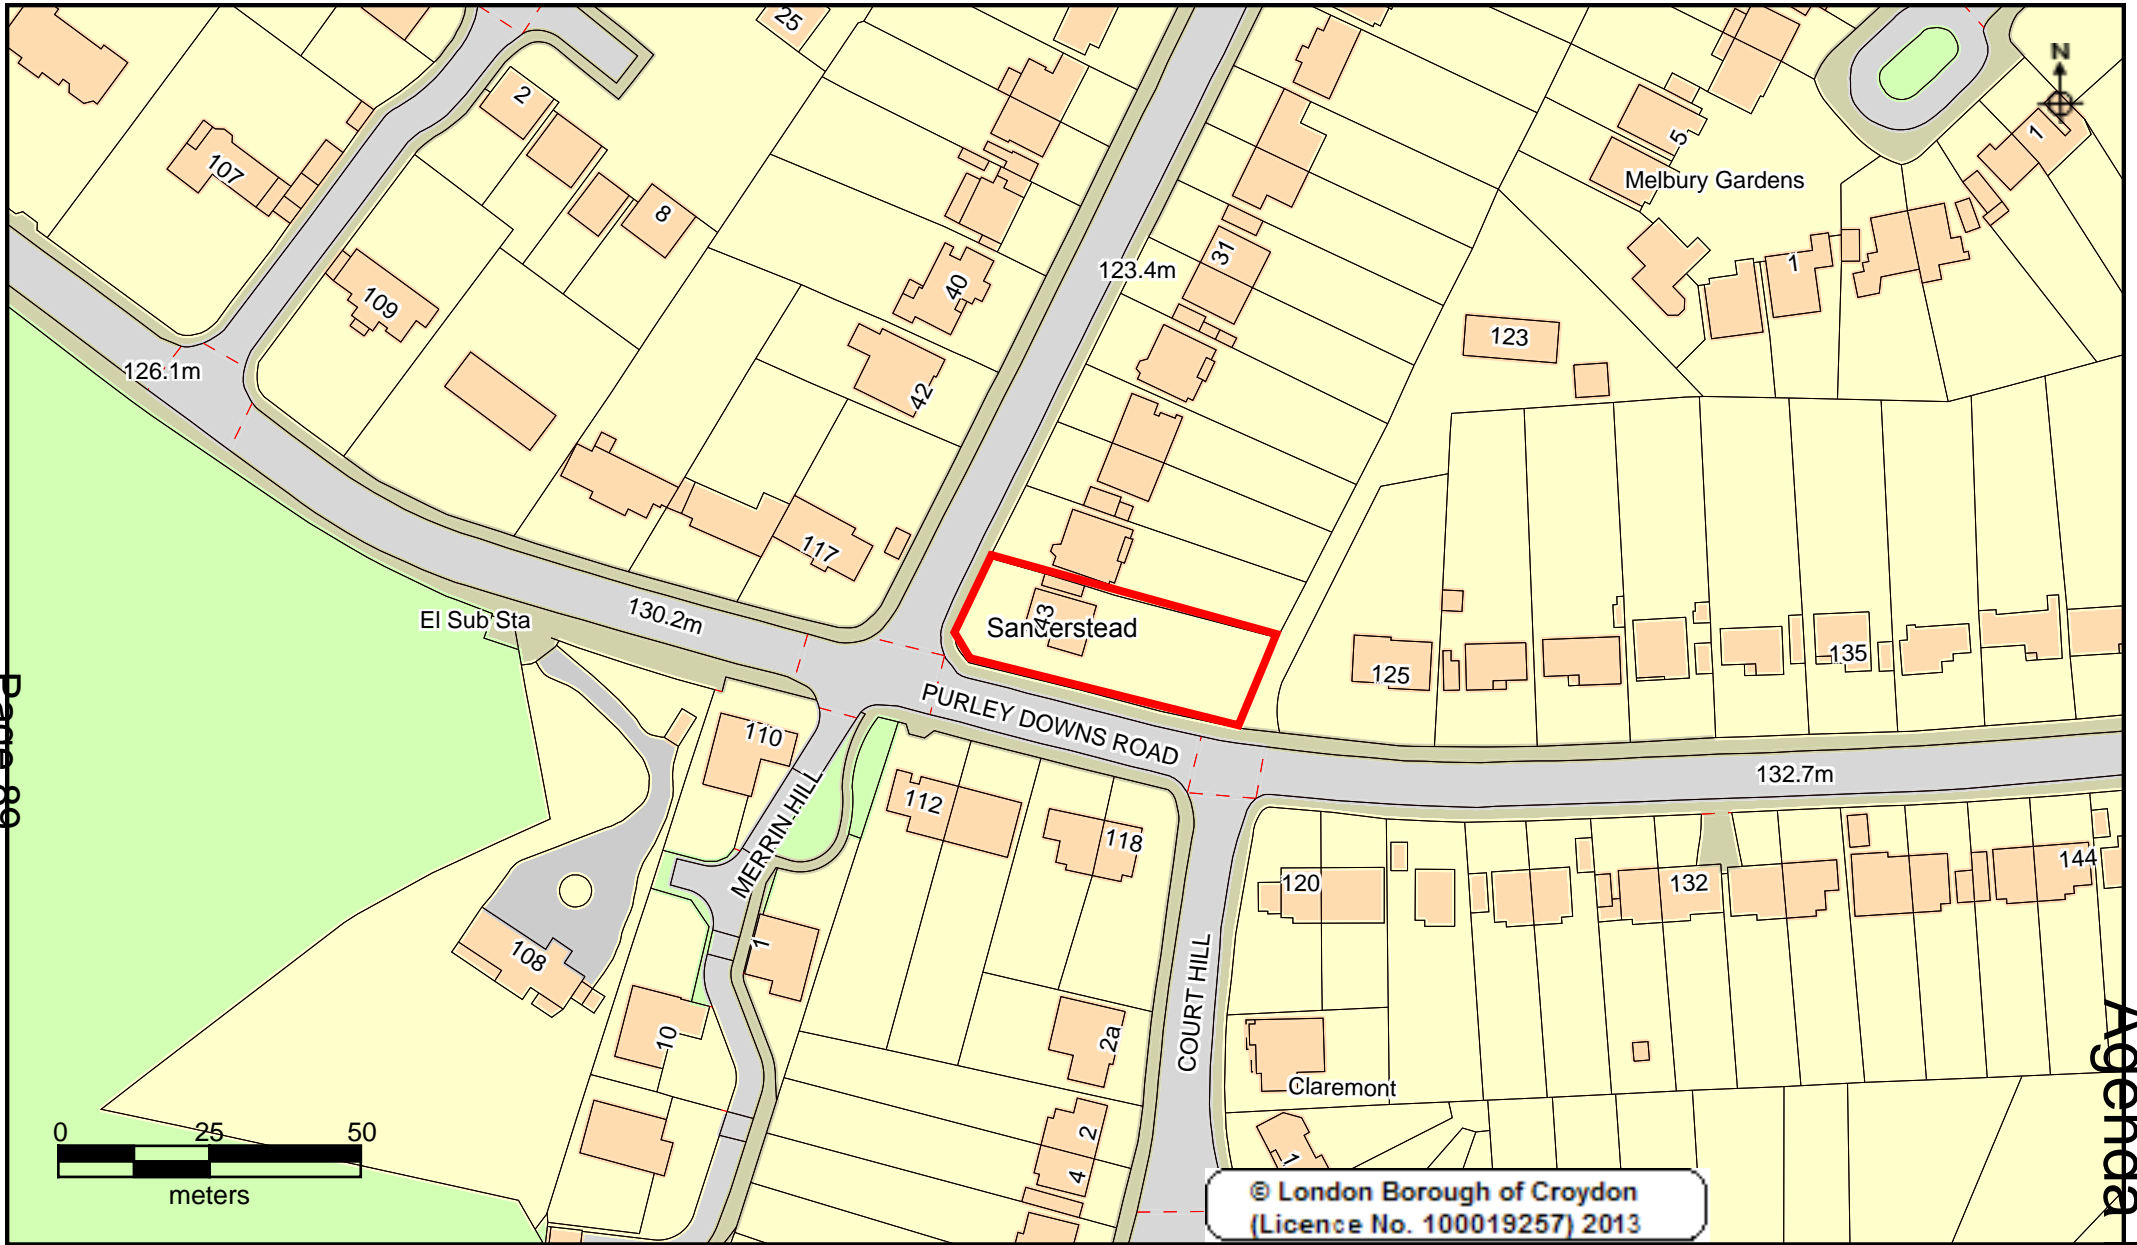 25
N
2
107
5
1
Melbury Gardens
8
31
123.4m
1
40
109
123
126.1m
42
117
130.2m
El Sub Sta
43
Sanderstead
125
135
Page 89
PURLEY DOWNS ROAD
110
132.7m
MERRIN HILL
112
118
144
120
132
108
1
COURT HILL
10
2a
Claremont
Agenda
0 25 50
meters
2
4
1
© London Borough of Croydon
(Licence No. 100019257) 2013